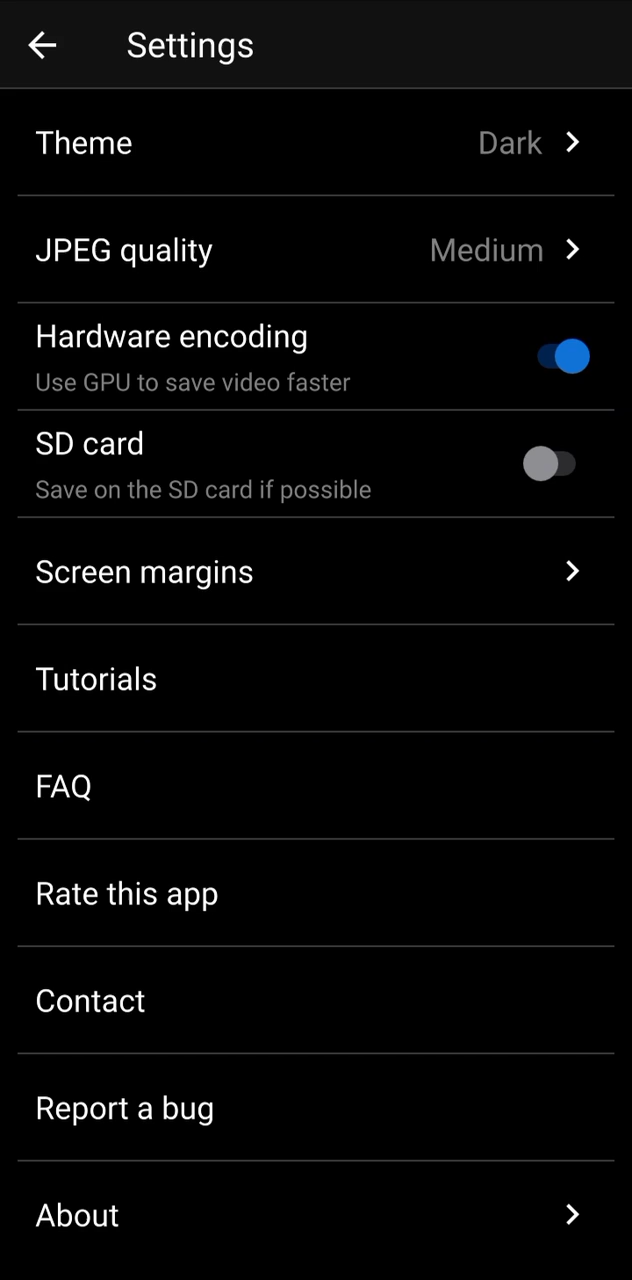 Settings
Theme Dark
JPEG quality Medium
Hardware encoding
Use GPU to save video faster
SD card
Save on the SD card if possible
Screen margins
Tutorials
FAQ
Rate this app
Contact
Report a bug
About